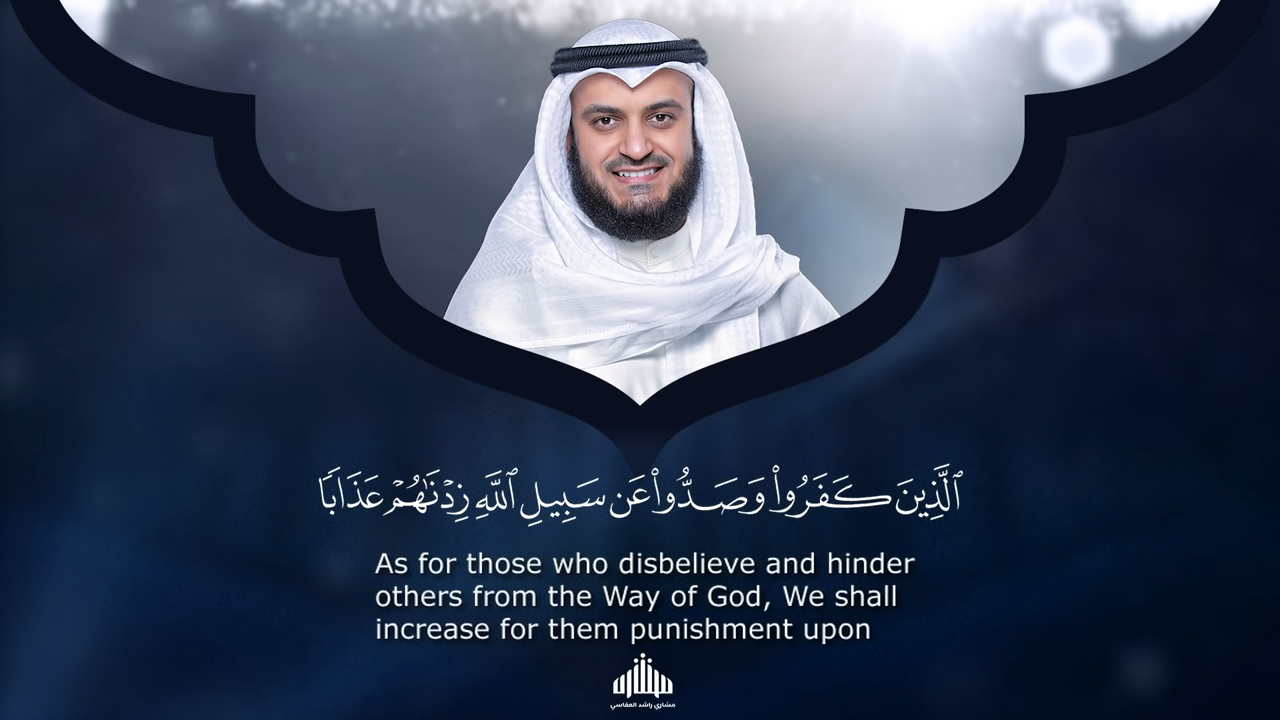 ٱلَّذِينَ كَفَرُوا۟ وَصَدُّوا۟ عَن سَبِيلِ ٱللَّهِ زِدْنَٰهُمْ عَذَابًا
As for those who disbelieve and hinder
others from the Way of God, We shall
increase for them punishment upon
مشاري راشد العفاسي